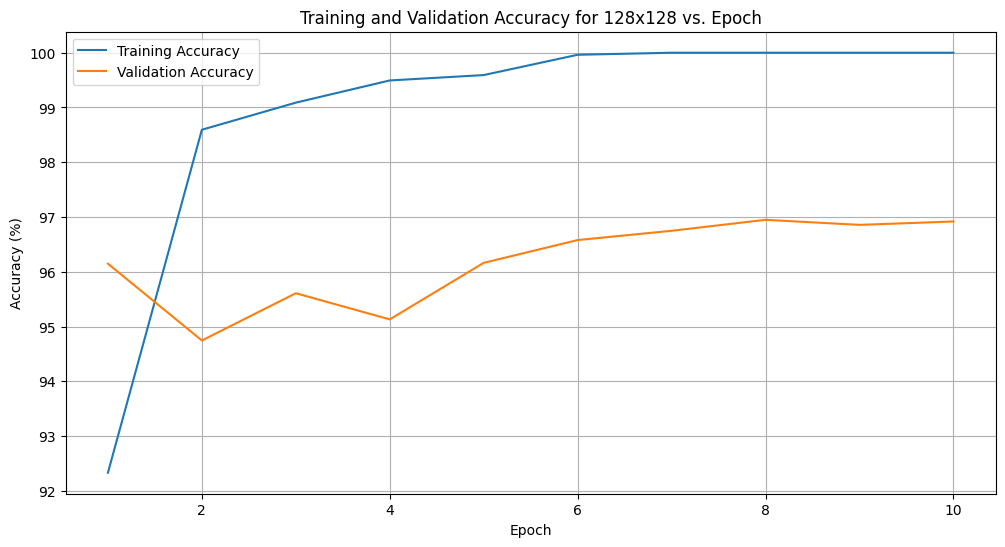 Training and Validation Accuracy for 128x128 vs. Epoch
Training Accuracy
Validation Accuracy
Accuracy (%)
100
99
98
97
96
95
94
93
92
2 4 6 8 10
Epoch